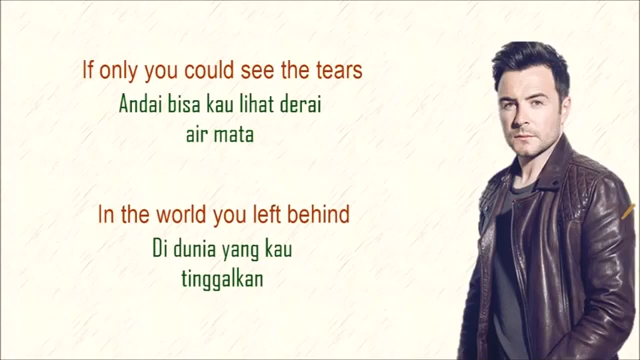 If only you could see the tears
Andai bisa kau lihat derai
air mata
In the world you left behind
Di dunia yang kau
tinggalkan